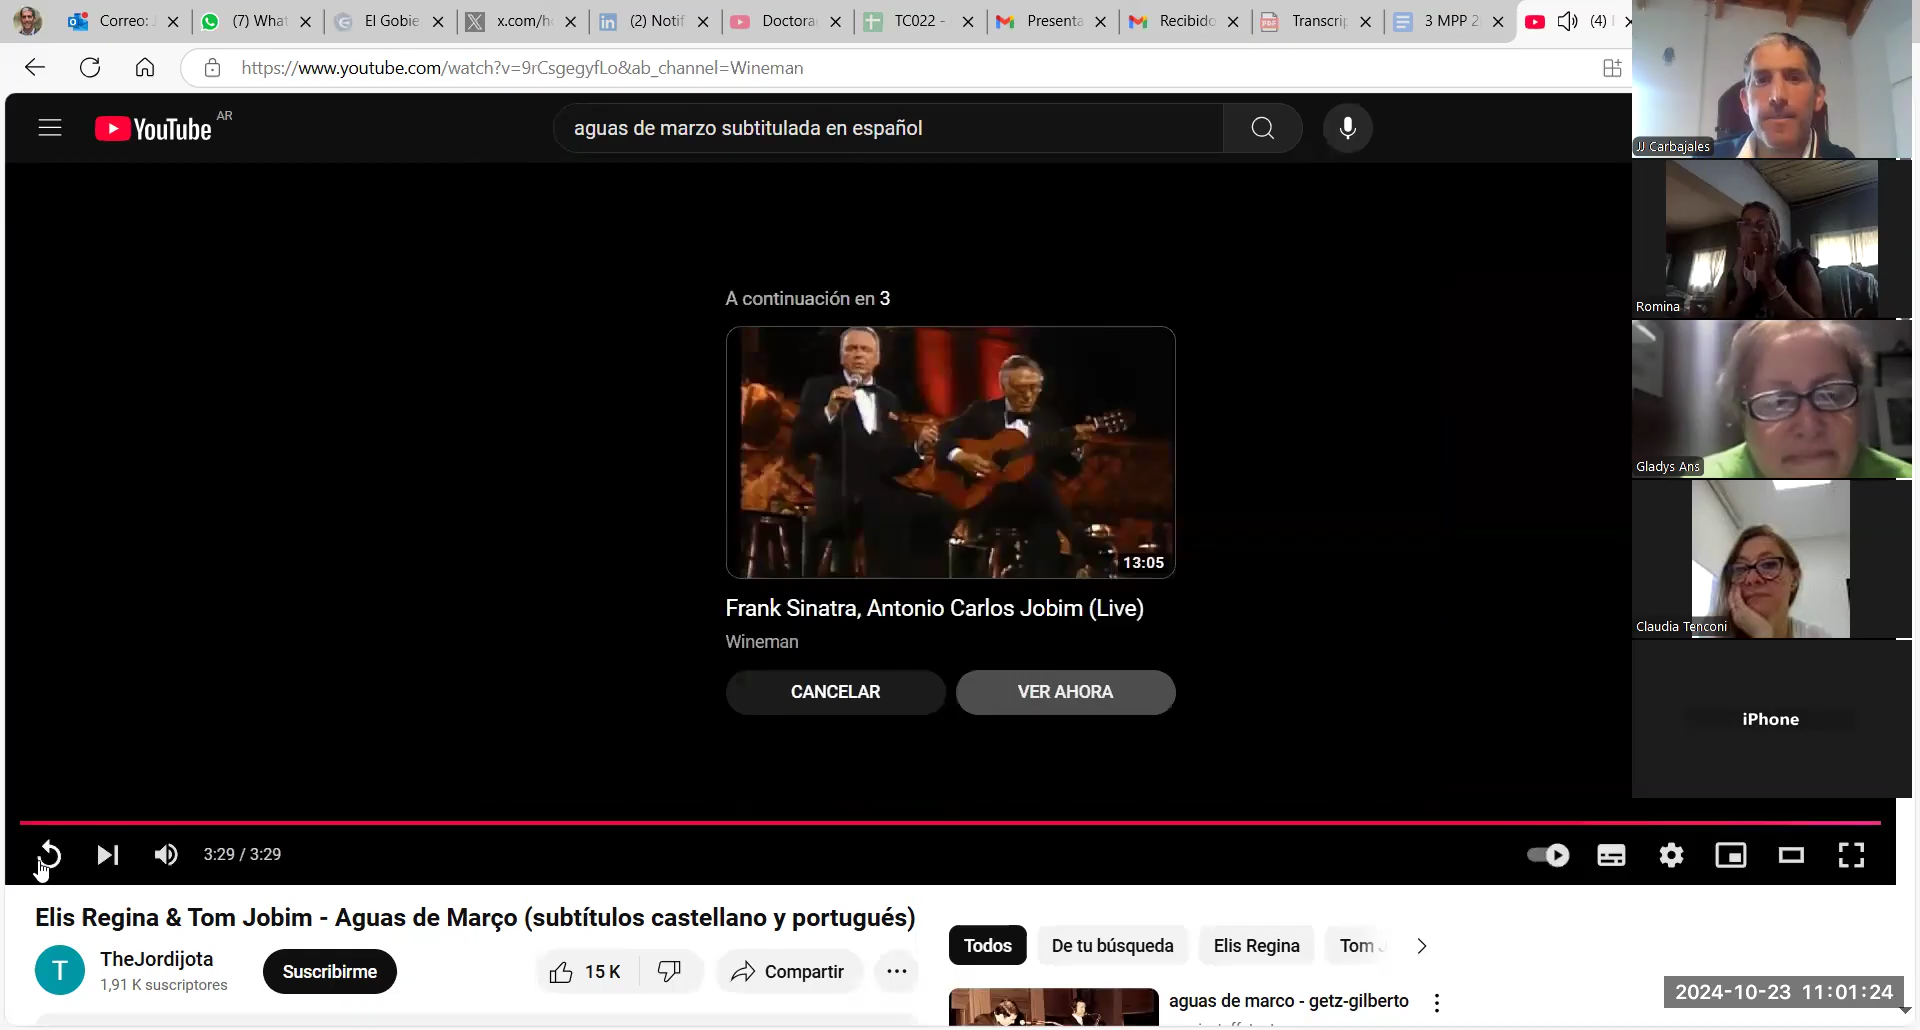 Correo: J
(7) What
El Gobie
x.com/h
(2) Notif
Doctora
TC022 -
Presenta
Recibido
Transcrip
3 MPP 2
(4)
https://www.youtube.com/watch?v=9rCsgegyfLo&ab_channel=Wineman
YouTube AR
aguas de marzo subtitulada en español
A continuación en 3
13:05
Frank Sinatra, Antonio Carlos Jobim (Live)
Wineman
CANCELAR
VER AHORA
3:29 / 3:29
Elis Regina & Tom Jobim - Aguas de Março (subtítulos castellano y portugués)
T
TheJordijota
1,91 K suscriptores
Suscribirme
15 K
Compartir
Todos
De tu búsqueda
Elis Regina
Tom J
aguas de marco - getz-gilberto
JJ Carbajales
Romina
Gladys Ans
Claudia Tenconi
iPhone
2024-10-23 11:01:24